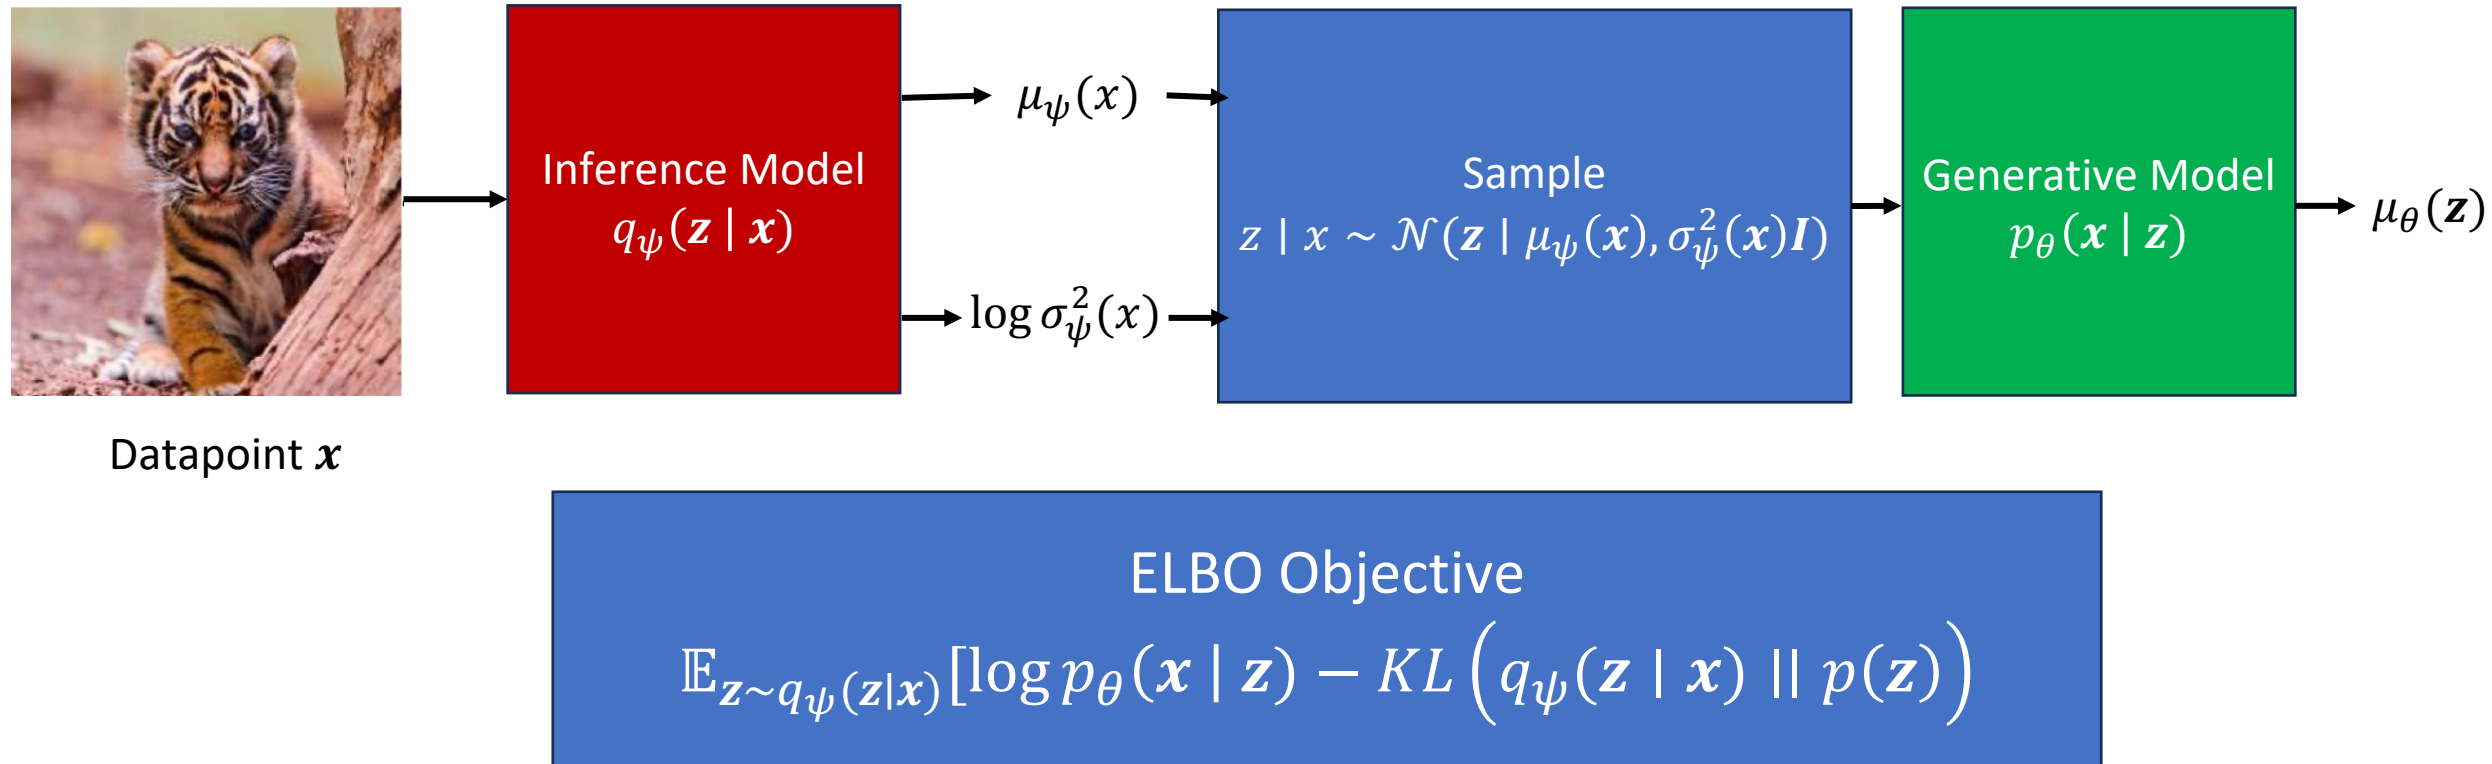 Inference Model
q_ψ(z | x)
μ_ψ(x)
log σ²_ψ(x)
Sample
z | x ~ 𝒩(z | μ_ψ(x), σ²_ψ(x)I)
Generative Model
p_θ(x | z)
μ_θ(z)
Datapoint x
ELBO Objective
𝔼_{z~q_ψ(z|x)}[log p_θ(x | z) − KL(q_ψ(z | x) || p(z))